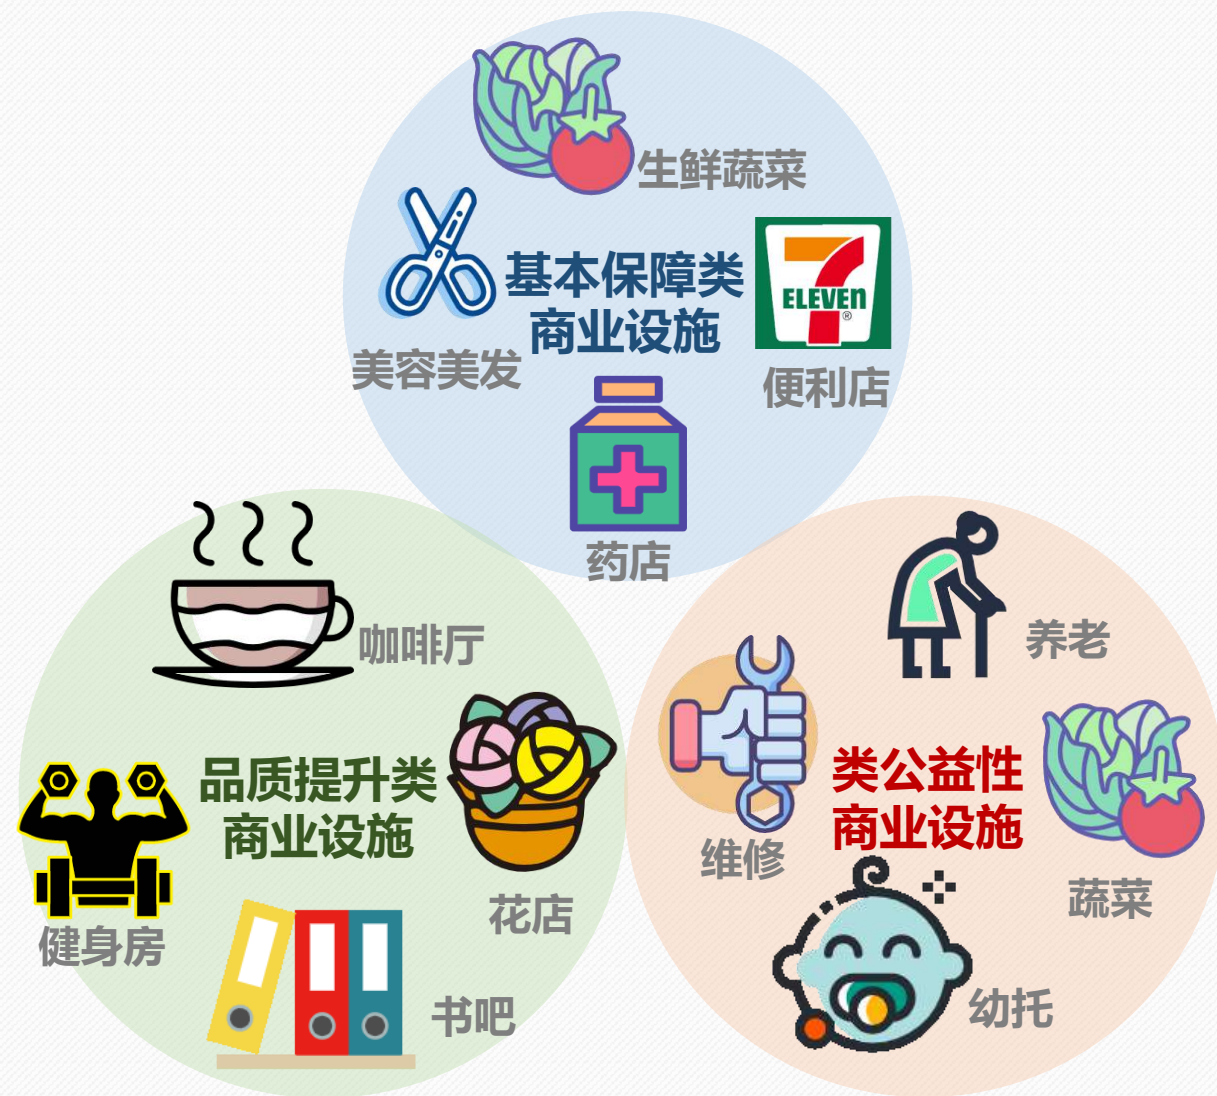 生鲜蔬菜
基本保障类
商业设施
7
ELEVEn
®
美容美发
便利店
药店
咖啡厅
品质提升类
商业设施
花店
健身房
书吧
养老
类公益性
商业设施
维修
蔬菜
幼托